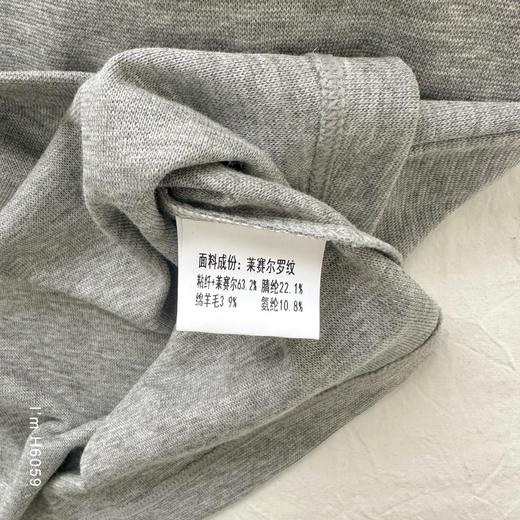 面料成份：莱赛尔罗纹
粘纤+莱赛尔63.2% 腈纶22.1%
绵羊毛3 9% 氨纶10.8%
I'm H6059